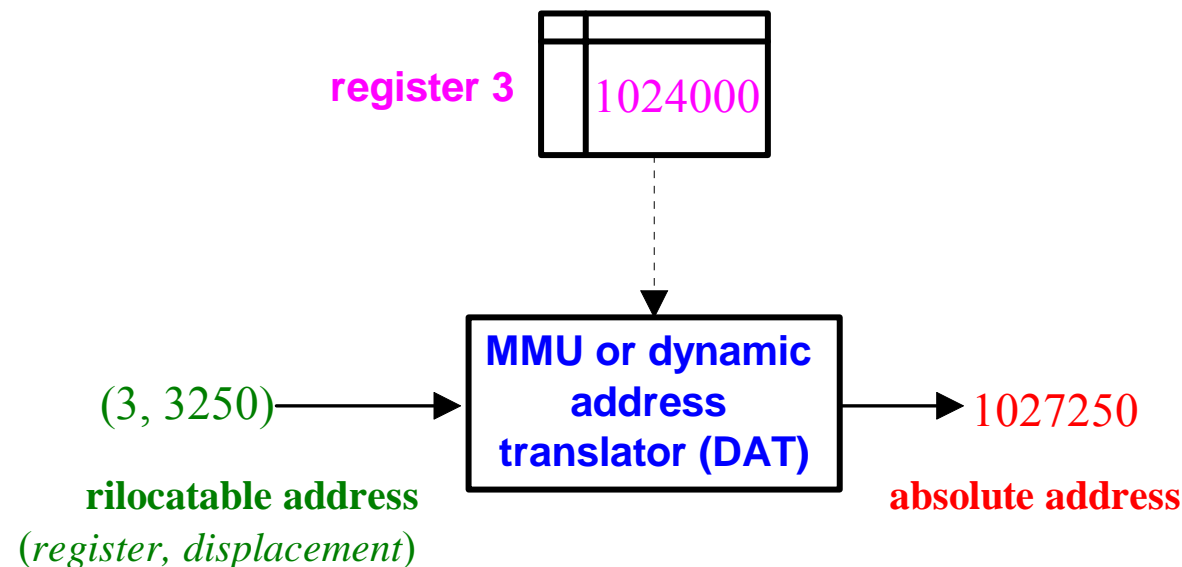 register 3
1024000
MMU or dynamic
address
translator (DAT)
(3, 3250)
1027250
rilocatable address
(register, displacement)
absolute address